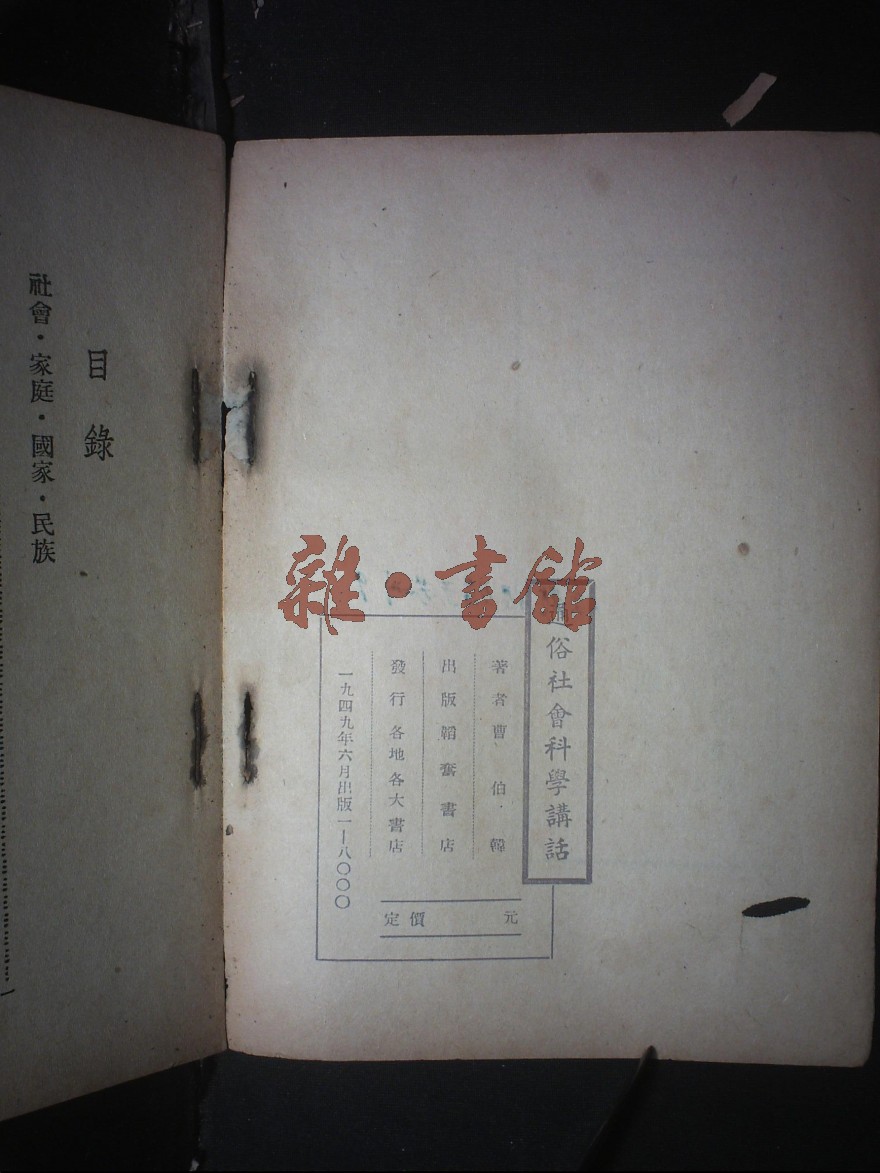 通俗社會科學講話
著者曹伯韓
出版韜奮書店
發行各地各大書店
一九四九年六月出版一—八〇〇〇
定價 元
雜·書館
目錄
社會·家庭·國家·民族